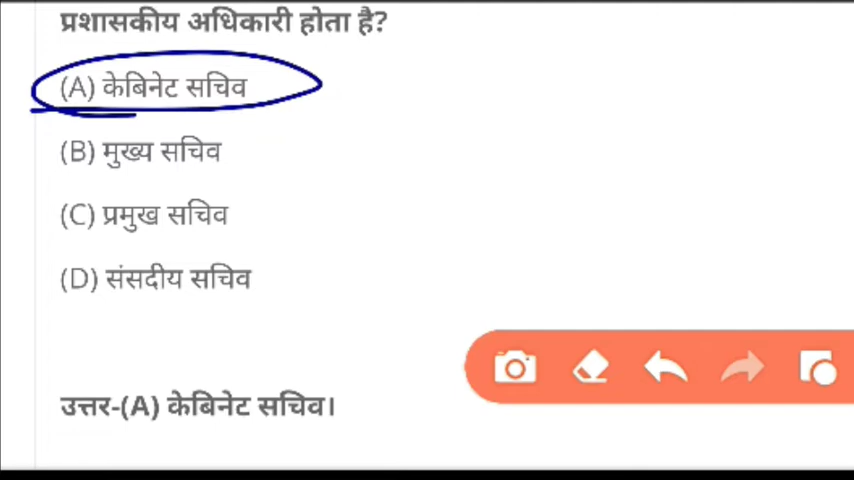 प्रशासकीय अधिकारी होता है?
(A) केबिनेट सचिव
(B) मुख्य सचिव
(C) प्रमुख सचिव
(D) संसदीय सचिव
उत्तर-(A) केबिनेट सचिव।